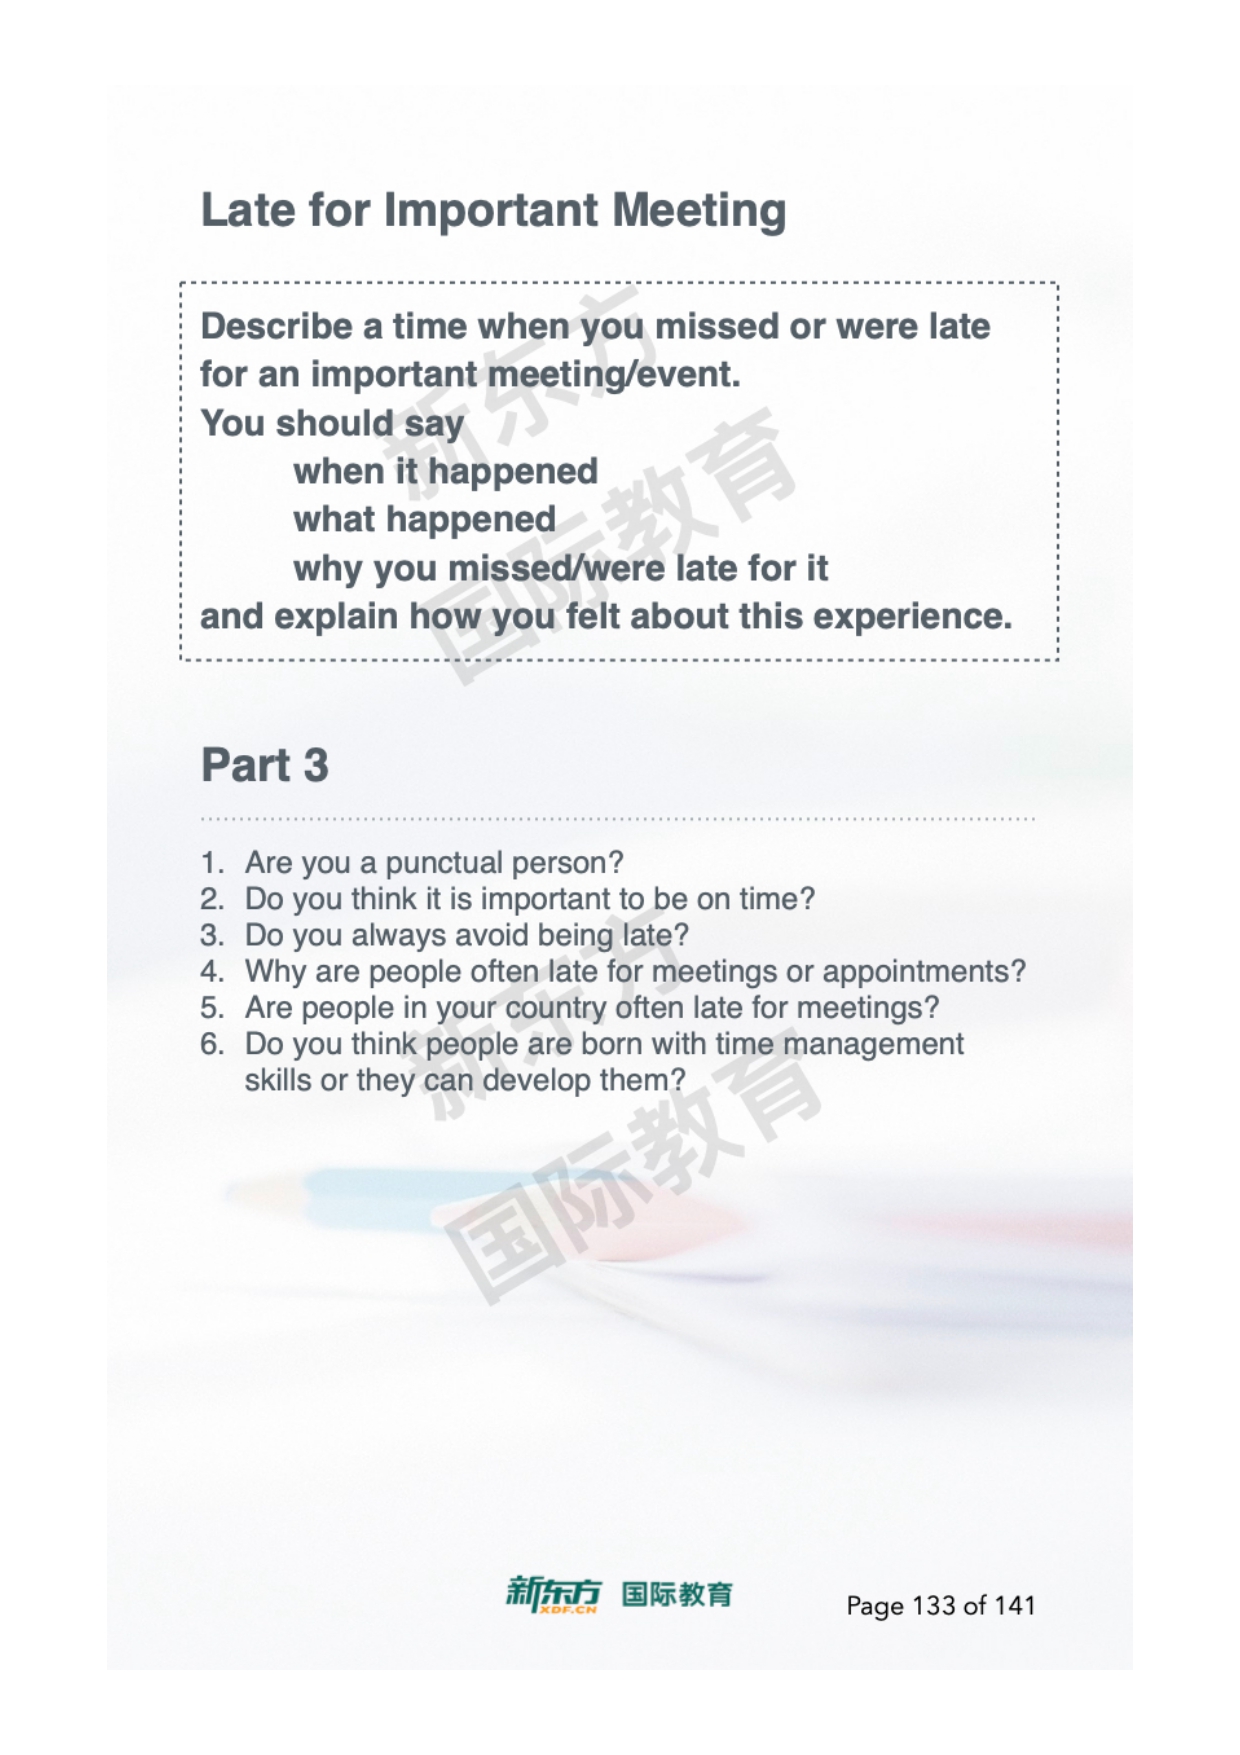 Late for Important Meeting
Describe a time when you missed or were late
for an important meeting/event.
You should say
when it happened
what happened
why you missed/were late for it
and explain how you felt about this experience.
新东方
国际教育
Part 3
1. Are you a punctual person?
2. Do you think it is important to be on time?
3. Do you always avoid being late?
4. Why are people often late for meetings or appointments?
5. Are people in your country often late for meetings?
6. Do you think people are born with time management
skills or they can develop them?
新东方
国际教育
新东方 国际教育
XDF.CN
Page 133 of 141